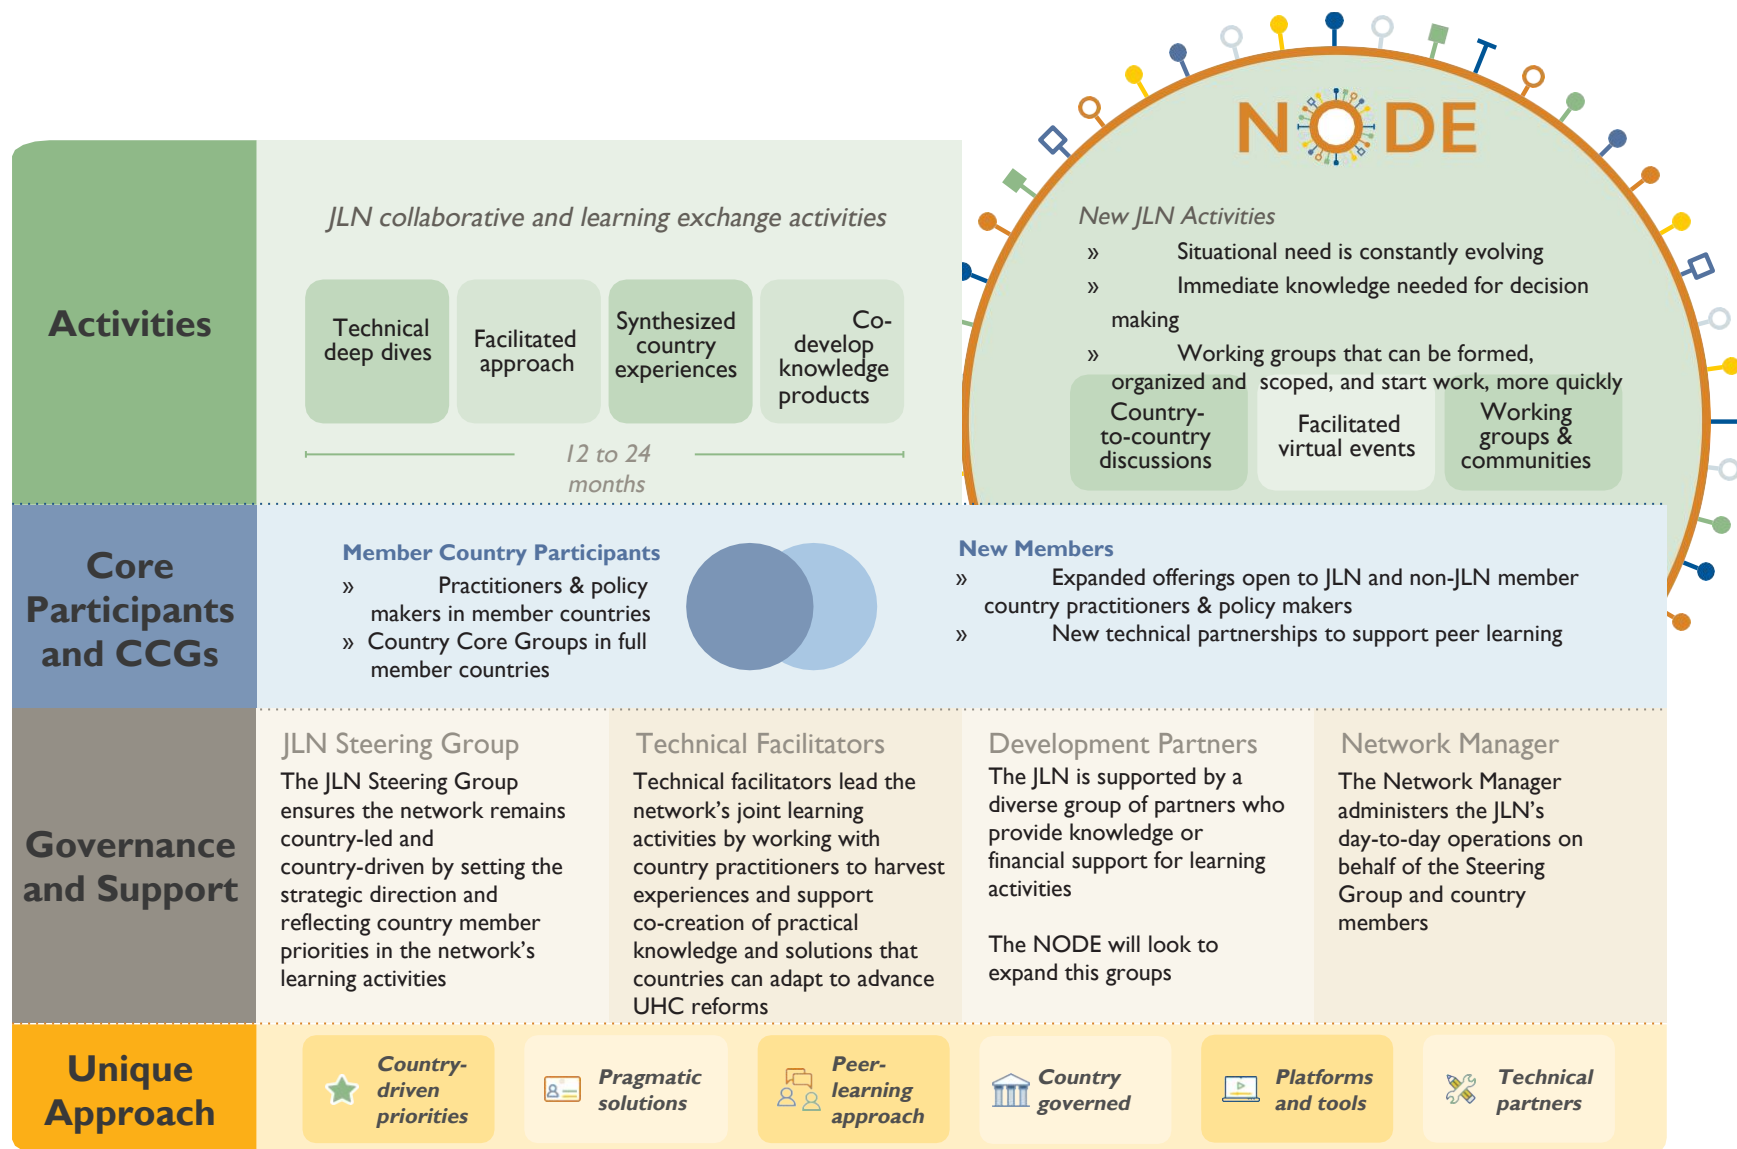 NODE
Activities
JLN collaborative and learning exchange activities
Technical
deep dives
Facilitated
approach
Synthesized
country
experiences
Co-
develop
knowledge
products
12 to 24
months
New JLN Activities
» Situational need is constantly evolving
» Immediate knowledge needed for decision
making
» Working groups that can be formed,
organized and scoped, and start work, more quickly
Country-
to-country
discussions
Facilitated
virtual events
Working
groups &
communities
Core
Participants
and CCGs
Member Country Participants
» Practitioners & policy
makers in member countries
» Country Core Groups in full
member countries
New Members
» Expanded offerings open to JLN and non-JLN member
country practitioners & policy makers
» New technical partnerships to support peer learning
Governance
and Support
JLN Steering Group
The JLN Steering Group
ensures the network remains
country-led and
country-driven by setting the
strategic direction and
reflecting country member
priorities in the network's
learning activities
Technical Facilitators
Technical facilitators lead the
network's joint learning
activities by working with
country practitioners to harvest
experiences and support
co-creation of practical
knowledge and solutions that
countries can adapt to advance
UHC reforms
Development Partners
The JLN is supported by a
diverse group of partners who
provide knowledge or
financial support for learning
activities
The NODE will look to
expand this groups
Network Manager
The Network Manager
administers the JLN's
day-to-day operations on
behalf of the Steering
Group and country
members
Unique
Approach
Country-
driven
priorities
Pragmatic
solutions
Peer-
learning
approach
Country
governed
Platforms
and tools
Technical
partners